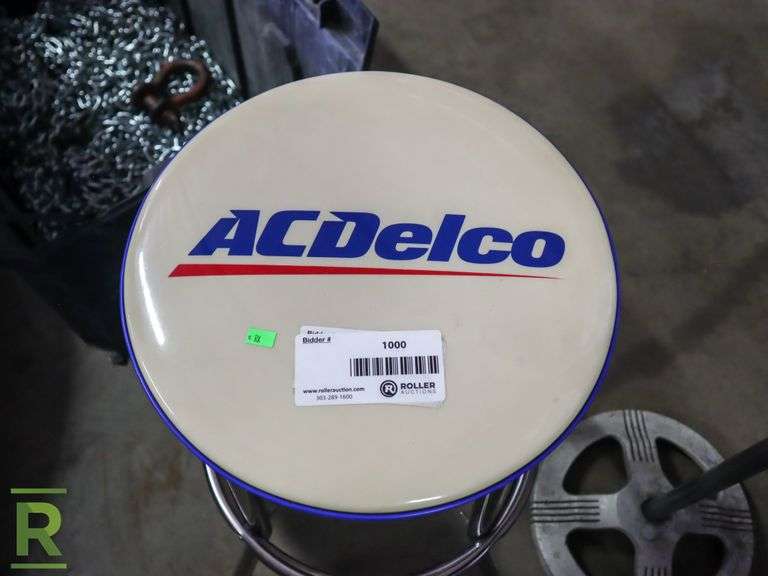 ACDelco
Bidder #
1000
www.rollerauction.com
303-289-1600
R ROLLER
AUCTIONS
R